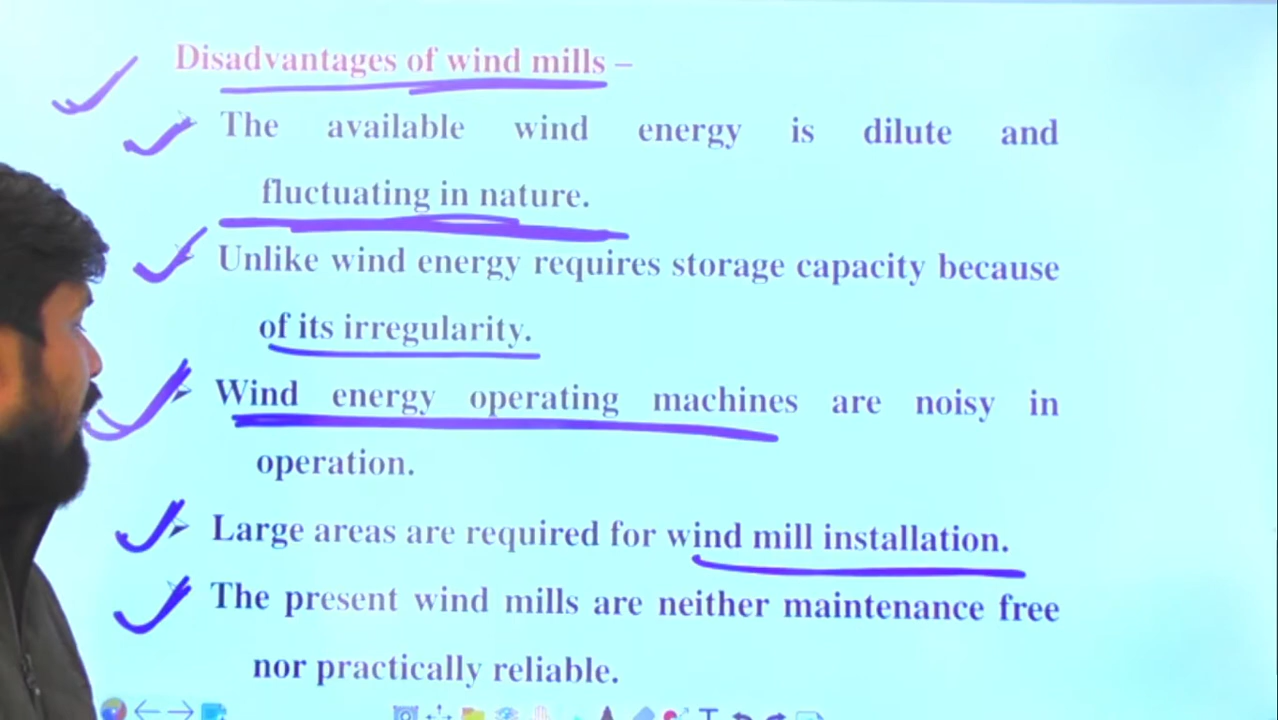 Disadvantages of wind mills –
➢ The available wind energy is dilute and
fluctuating in nature.
➢ Unlike wind energy requires storage capacity because
of its irregularity.
➢ Wind energy operating machines are noisy in
operation.
➢ Large areas are required for wind mill installation.
➢ The present wind mills are neither maintenance free
nor practically reliable.